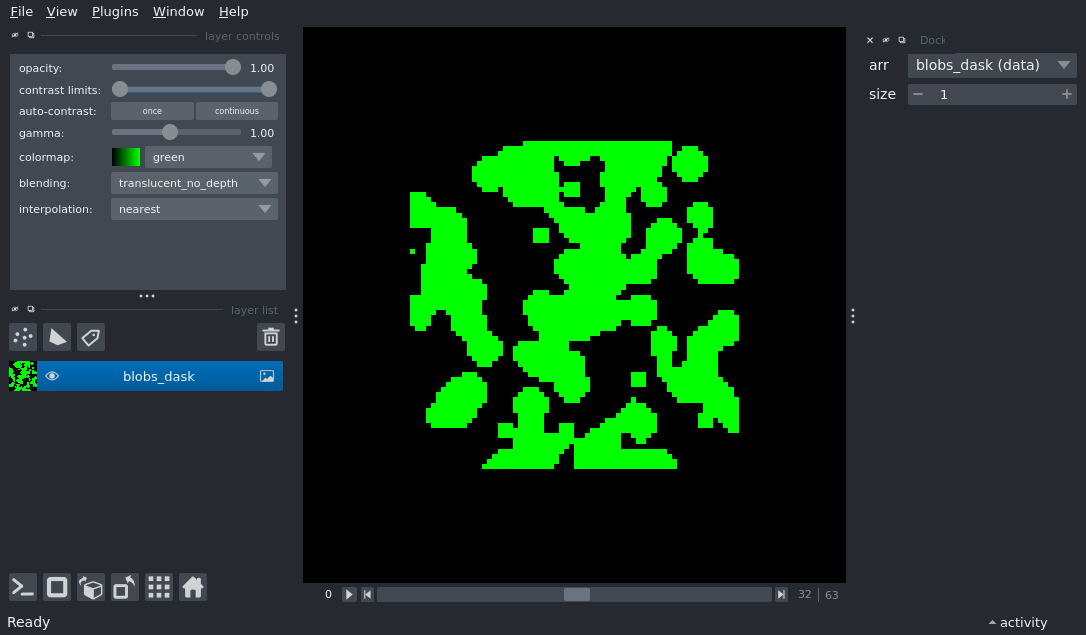 File View Plugins Window Help
layer controls
opacity: 1.00
contrast limits:
auto-contrast: once continuous
gamma: 1.00
colormap: green
blending: translucent_no_depth
interpolation: nearest
layer list
blobs_dask
Dock
arr blobs_dask (data)
size 1
0 32 63
Ready
activity